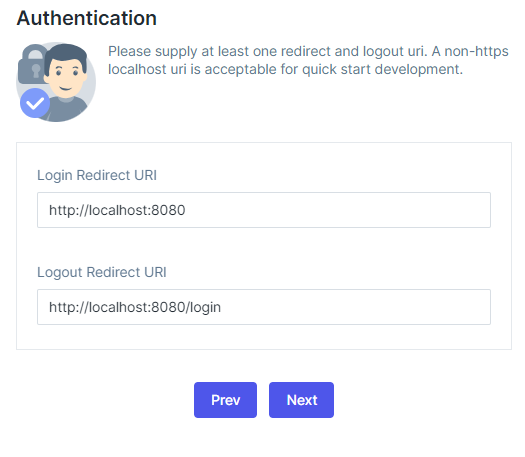 Authentication
Please supply at least one redirect and logout uri. A non-https
localhost uri is acceptable for quick start development.
Login Redirect URI
http://localhost:8080
Logout Redirect URI
http://localhost:8080/login
Prev
Next